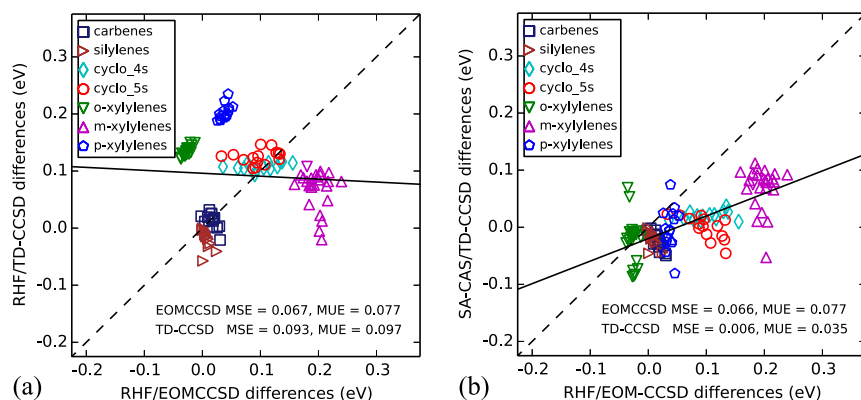 carbenes
silylenes
cyclo_4s
cyclo_5s
o-xylylenes
m-xylylenes
p-xylylenes
0.3
0.2
0.1
0.0
-0.1
-0.2
RHF/TD-CCSD differences (eV)
EOMCCSD MSE = 0.067, MUE = 0.077
TD-CCSD MSE = 0.093, MUE = 0.097
-0.2 -0.1 0.0 0.1 0.2 0.3
(a) RHF/EOMCCSD differences (eV)
carbenes
silylenes
cyclo_4s
cyclo_5s
o-xylylenes
m-xylylenes
p-xylylenes
0.3
0.2
0.1
0.0
-0.1
-0.2
SA-CAS/TD-CCSD differences (eV)
EOMCCSD MSE = 0.066, MUE = 0.077
TD-CCSD MSE = 0.006, MUE = 0.035
-0.2 -0.1 0.0 0.1 0.2 0.3
(b) RHF/EOM-CCSD differences (eV)